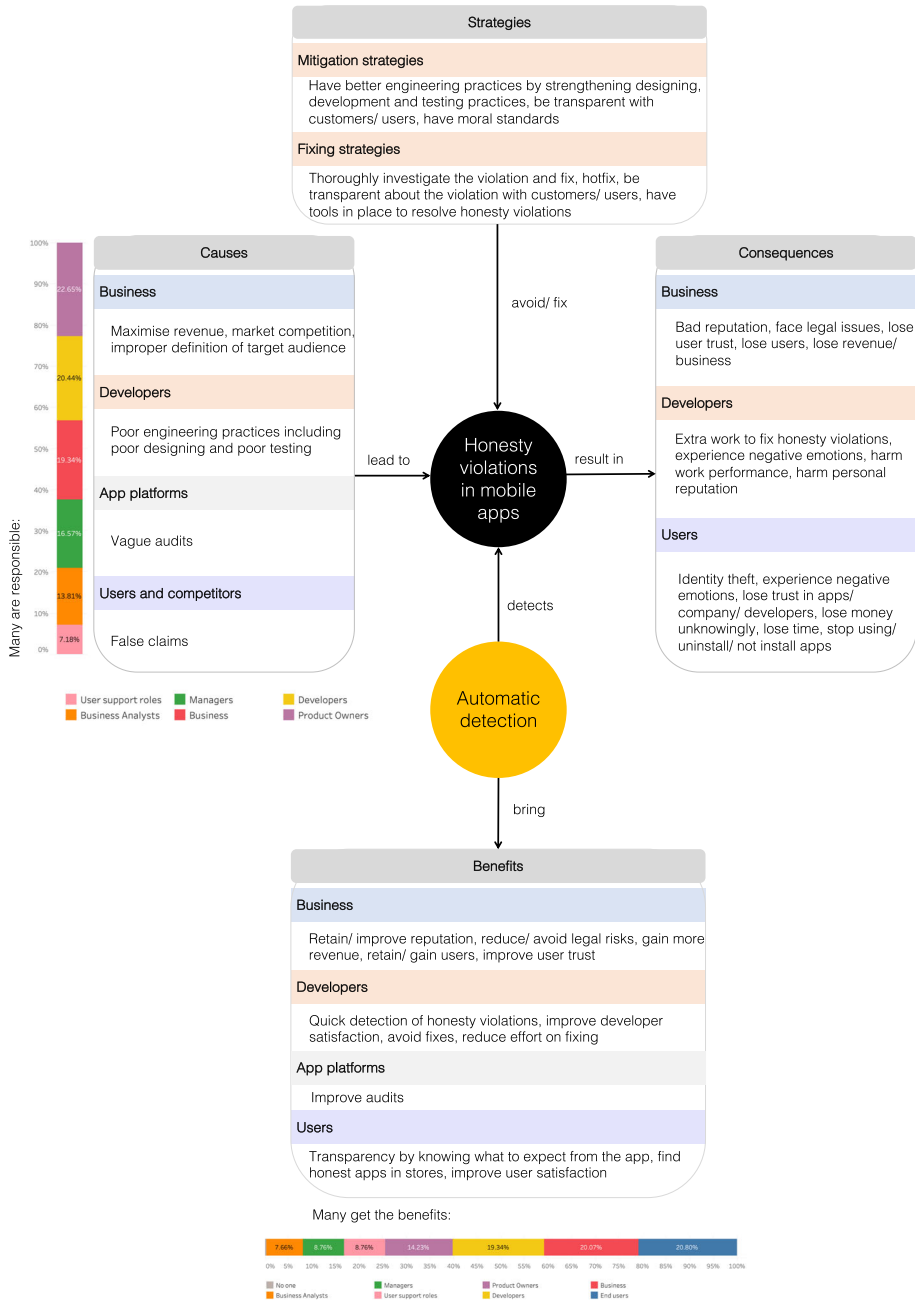 Strategies
Mitigation strategies
Have better engineering practices by strengthening designing,
development and testing practices, be transparent with
customers/ users, have moral standards
Fixing strategies
Thoroughly investigate the violation and fix, hotfix, be
transparent about the violation with customers/ users, have
tools in place to resolve honesty violations
avoid/ fix
Many are responsible:
100%
90%
80%
70%
60%
50%
40%
30%
20%
10%
0%
22.65%
20.44%
19.34%
16.57%
13.81%
7.18%
Causes
Business
Maximise revenue, market competition,
improper definition of target audience
Developers
Poor engineering practices including
poor designing and poor testing
App platforms
Vague audits
Users and competitors
False claims
User support roles
Managers
Developers
Business Analysts
Business
Product Owners
lead to
Honesty
violations
in mobile
apps
result in
Consequences
Business
Bad reputation, face legal issues, lose
user trust, lose users, lose revenue/
business
Developers
Extra work to fix honesty violations,
experience negative emotions, harm
work performance, harm personal
reputation
Users
Identity theft, experience negative
emotions, lose trust in apps/
company/ developers, lose money
unknowingly, lose time, stop using/
uninstall/ not install apps
detects
Automatic
detection
bring
Benefits
Business
Retain/ improve reputation, reduce/ avoid legal risks, gain more
revenue, retain/ gain users, improve user trust
Developers
Quick detection of honesty violations, improve developer
satisfaction, avoid fixes, reduce effort on fixing
App platforms
Improve audits
Users
Transparency by knowing what to expect from the app, find
honest apps in stores, improve user satisfaction
Many get the benefits:
7.66% 8.76% 8.76% 14.23% 19.34% 20.07% 20.80%
0% 5% 10% 15% 20% 25% 30% 35% 40% 45% 50% 55% 60% 65% 70% 75% 80% 85% 90% 95% 100%
No one
Managers
Product Owners
Business
Business Analysts
User support roles
Developers
End users